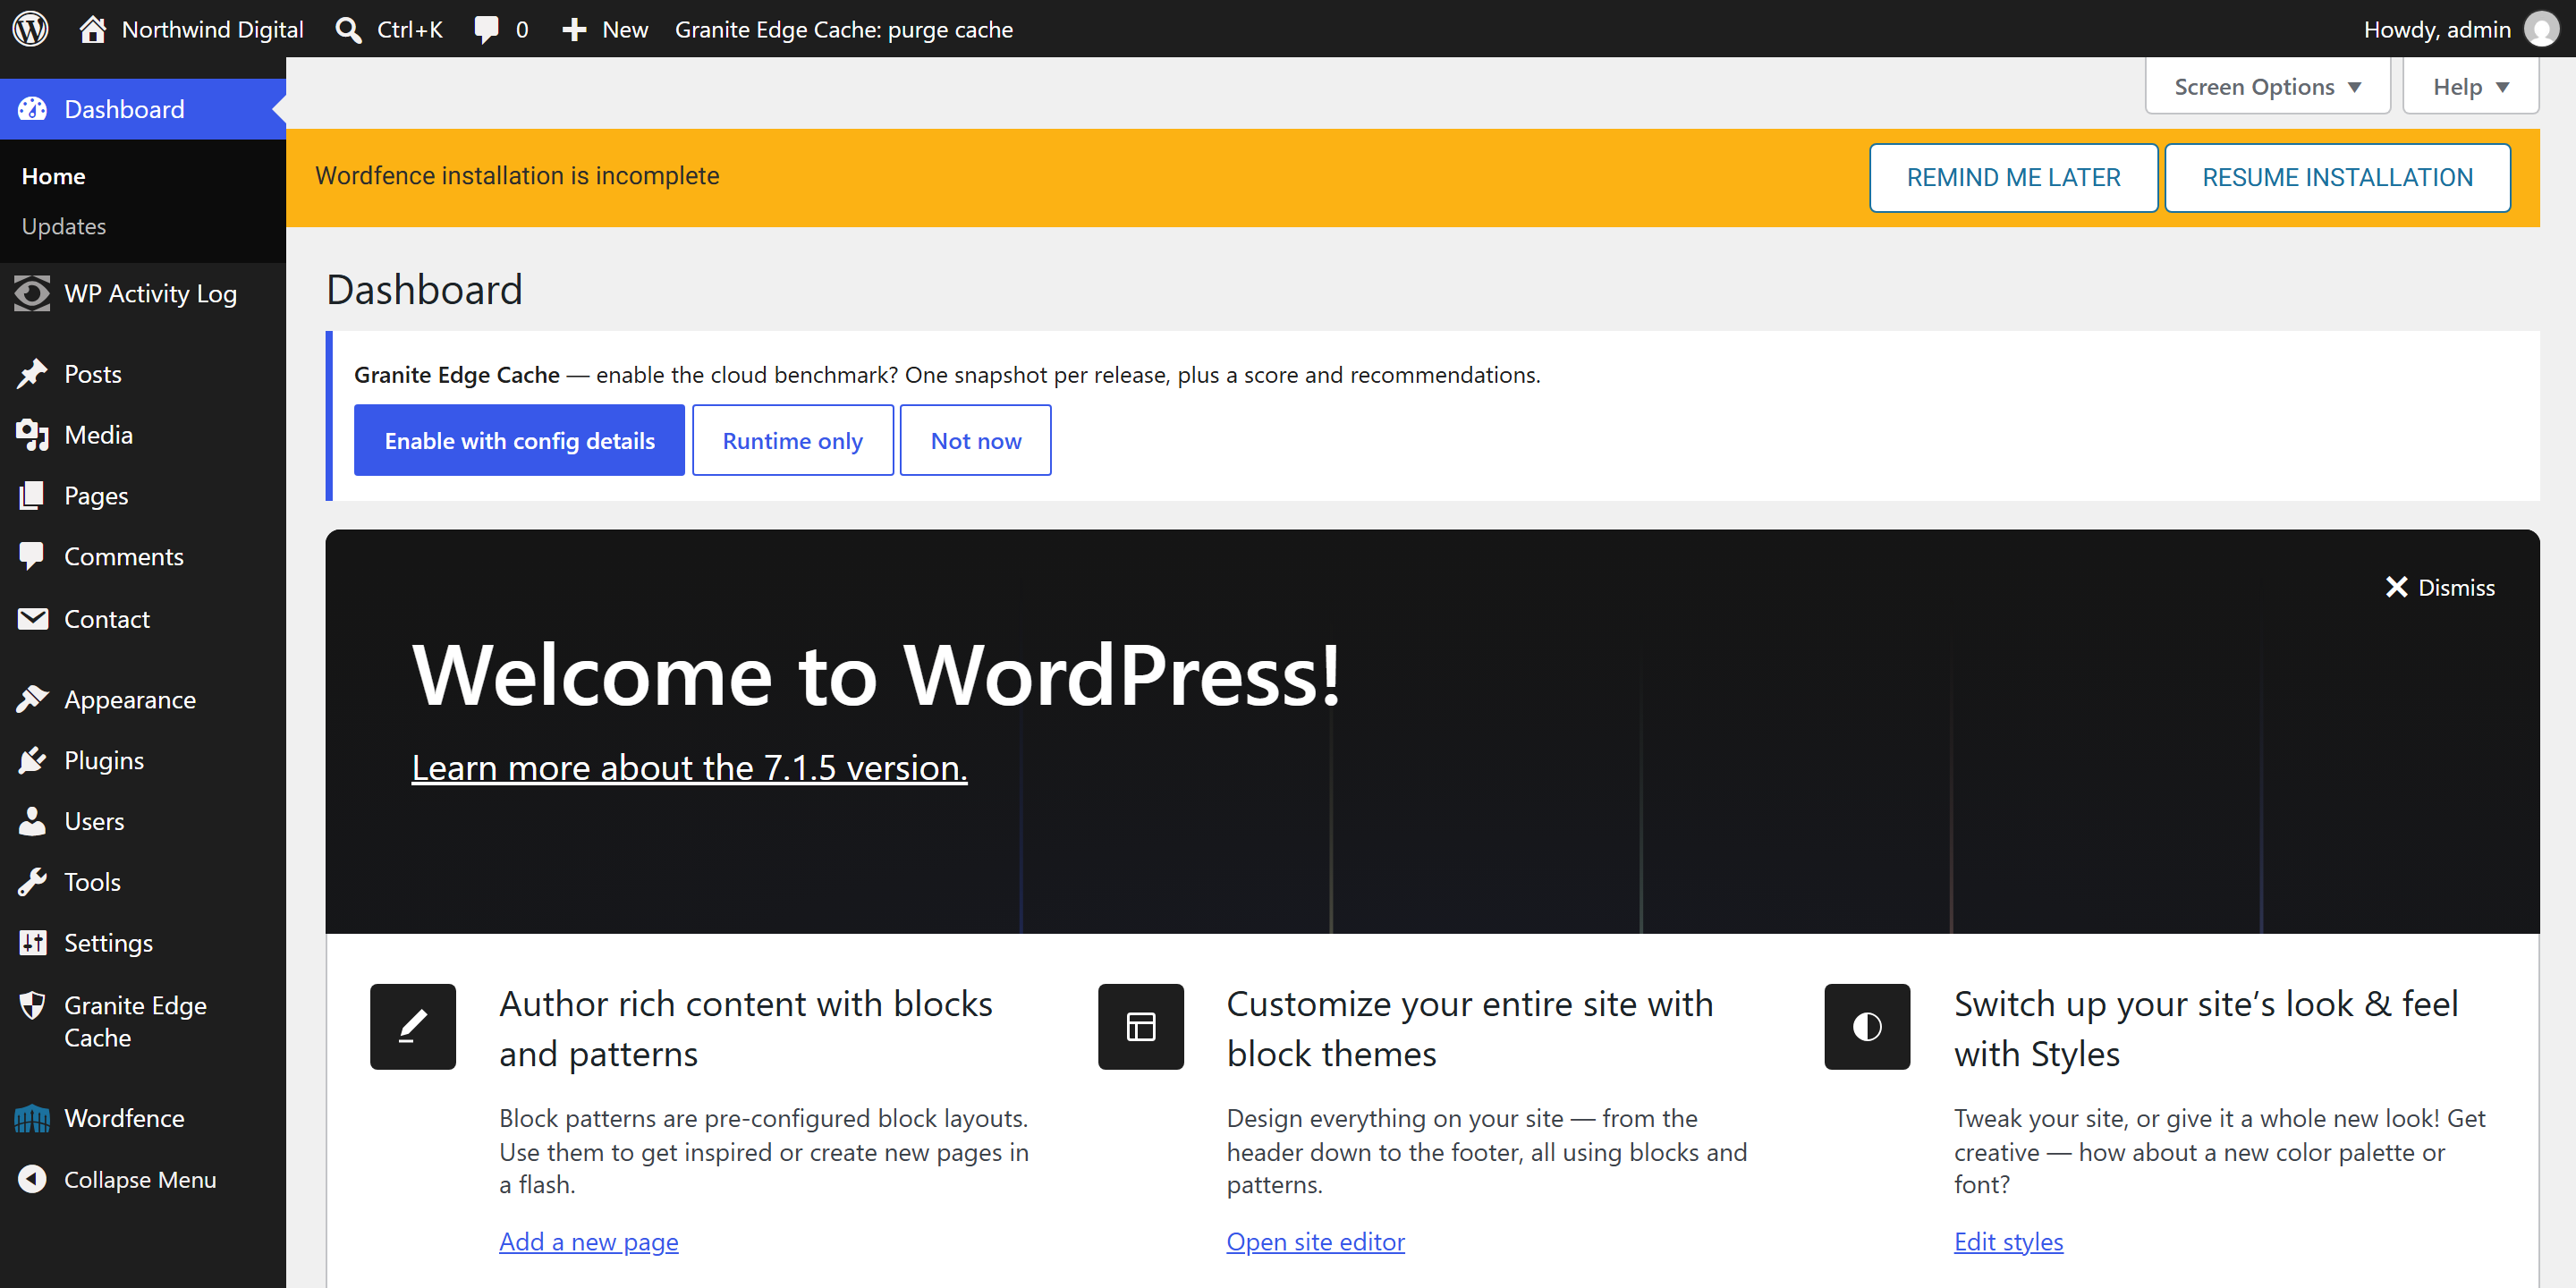 Northwind Digital Ctrl+K 0 New Granite Edge Cache: purge cache Howdy, admin
Screen Options Help
Dashboard
Home
Updates
WP Activity Log
Posts
Media
Pages
Comments
Contact
Appearance
Plugins
Users
Tools
Settings
Granite Edge
Cache
Wordfence
Collapse Menu
Wordfence installation is incomplete REMIND ME LATER RESUME INSTALLATION
Dashboard
Granite Edge Cache — enable the cloud benchmark? One snapshot per release, plus a score and recommendations.
Enable with config details Runtime only Not now
Dismiss
Welcome to WordPress!
Learn more about the 7.1.5 version.
Author rich content with blocks
and patterns
Block patterns are pre-configured block layouts.
Use them to get inspired or create new pages in
a flash.
Add a new page
Customize your entire site with
block themes
Design everything on your site — from the
header down to the footer, all using blocks and
patterns.
Open site editor
Switch up your site’s look & feel
with Styles
Tweak your site, or give it a whole new look! Get
creative — how about a new color palette or
font?
Edit styles